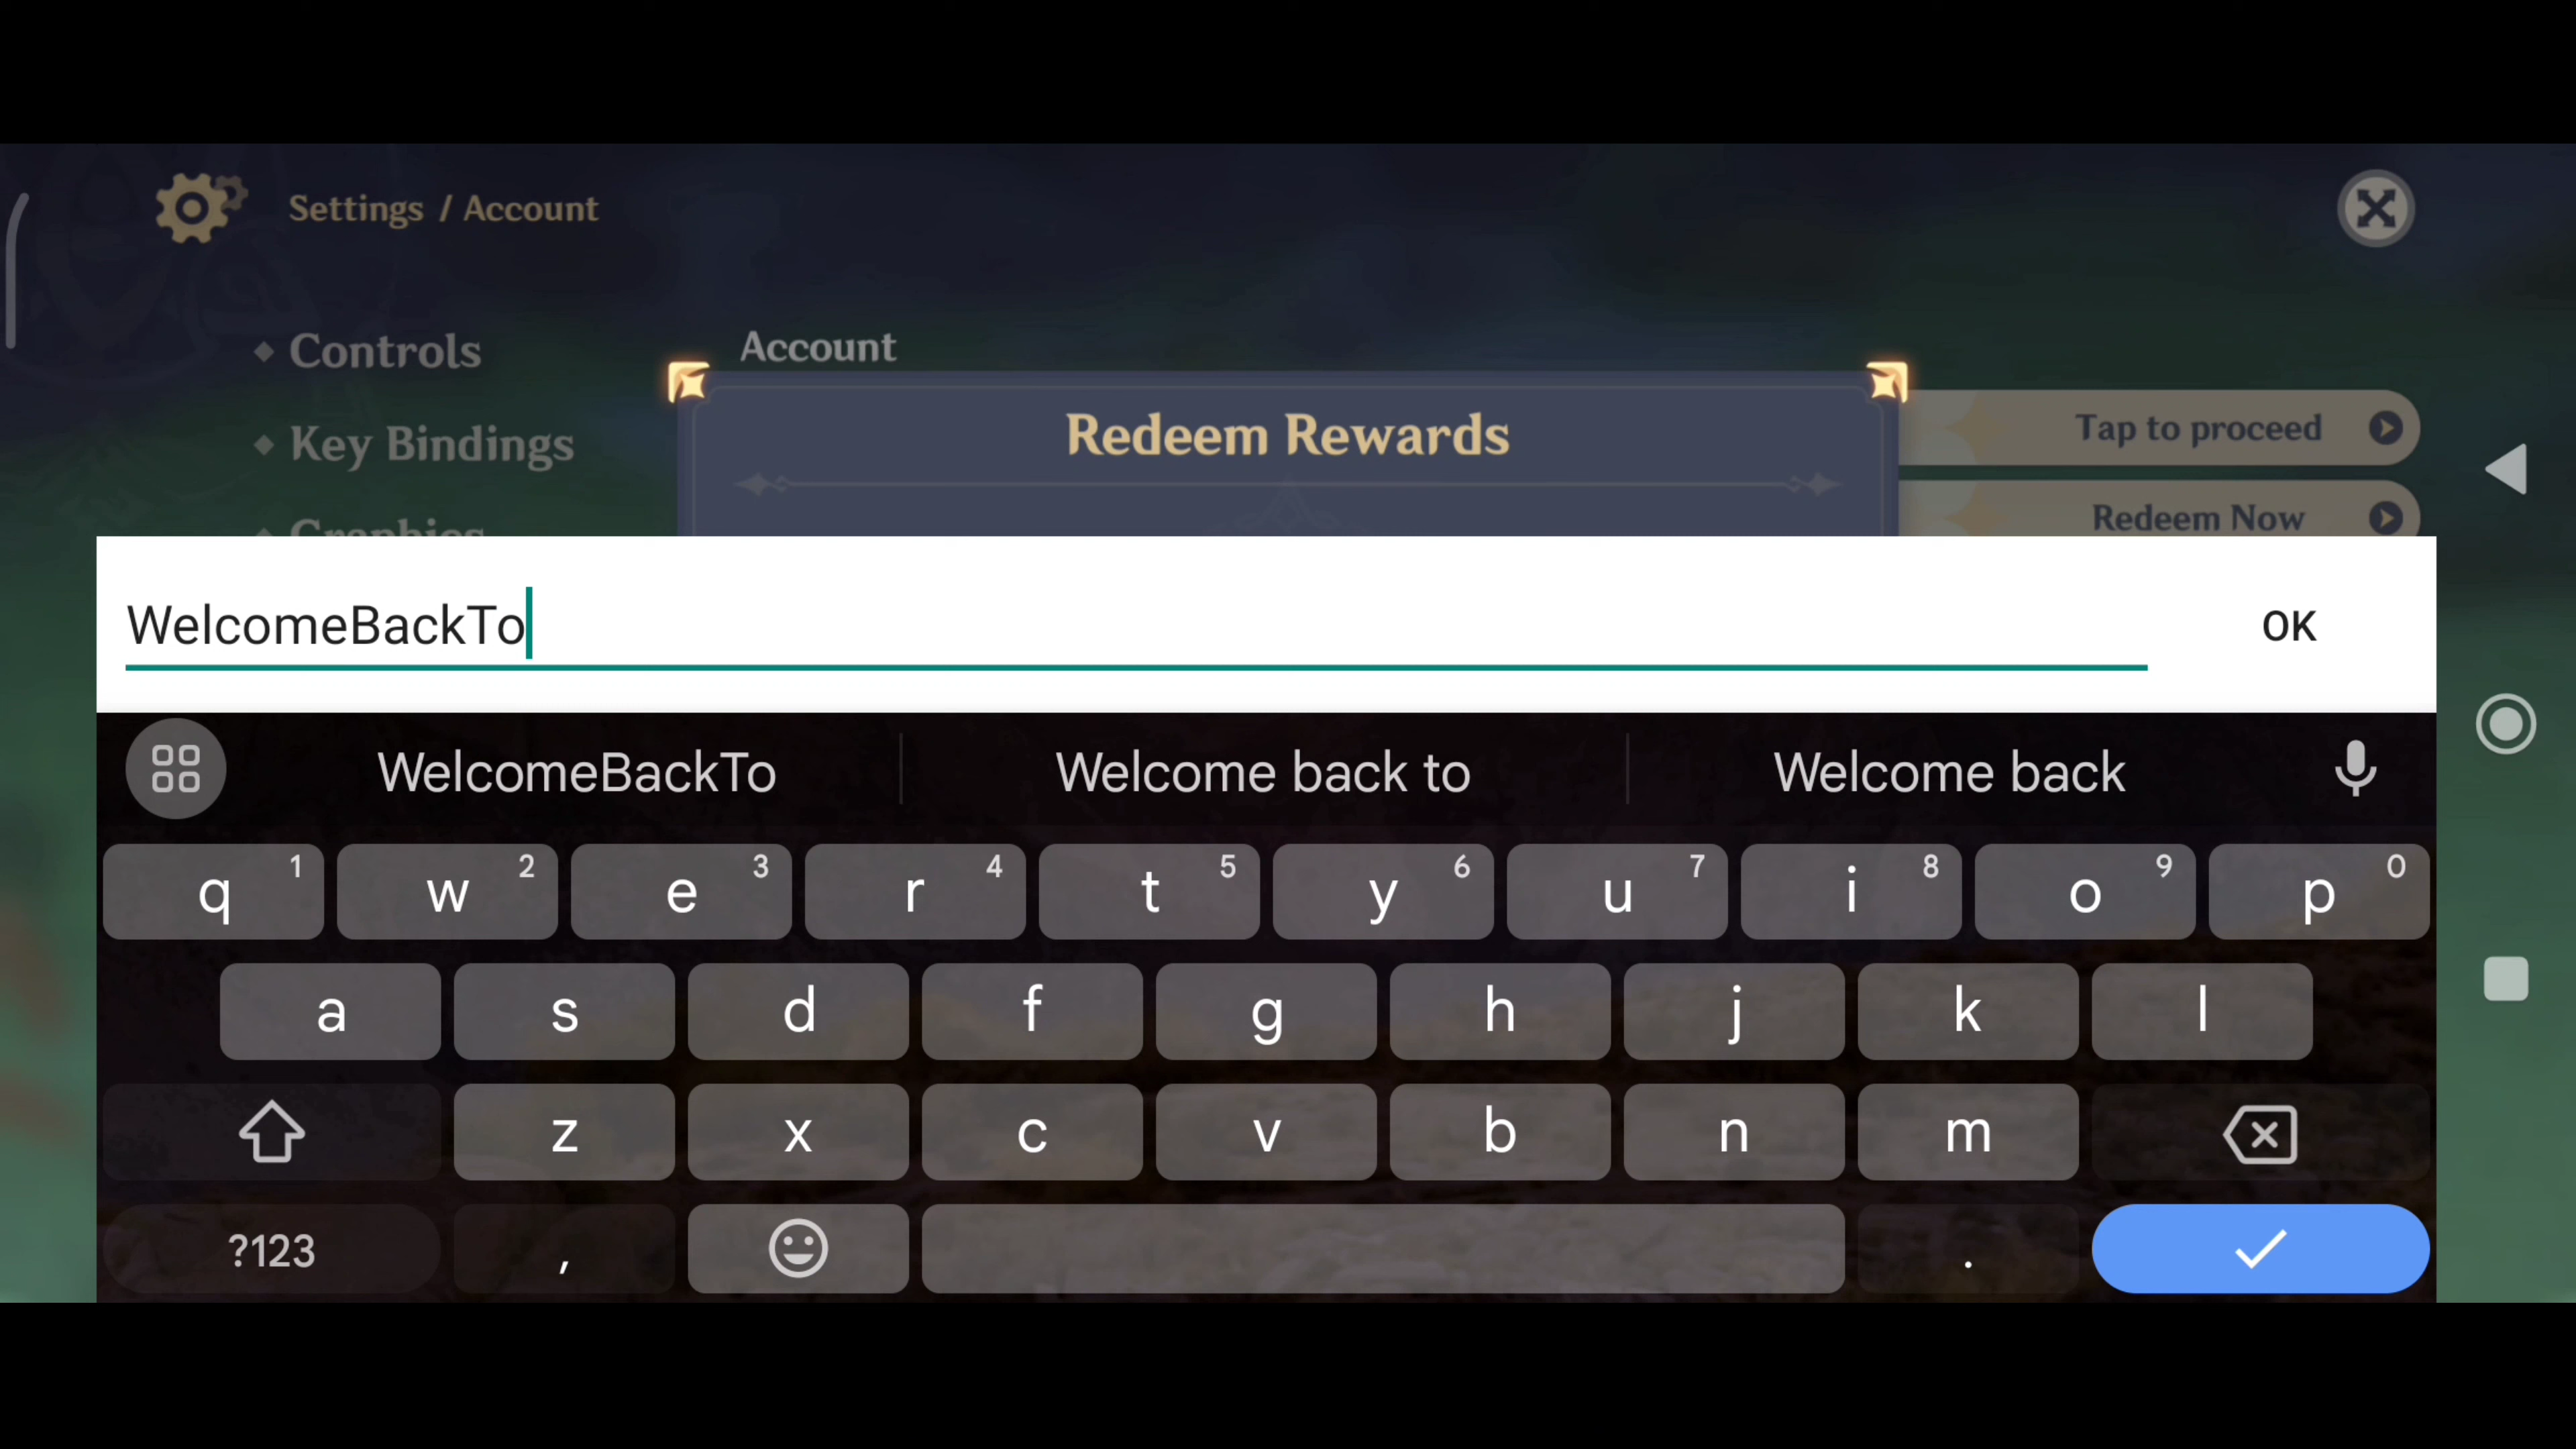 Settings / Account
Controls
Account
Key Bindings
Redeem Rewards
Tap to proceed
Graphics
Redeem Now
WelcomeBackTo
OK
WelcomeBackTo
Welcome back to
Welcome back
q 1 w 2 e 3 r 4 t 5 y 6 u 7 i 8 o 9 p 0
a s d f g h j k l
z x c v b n m
?123 , .